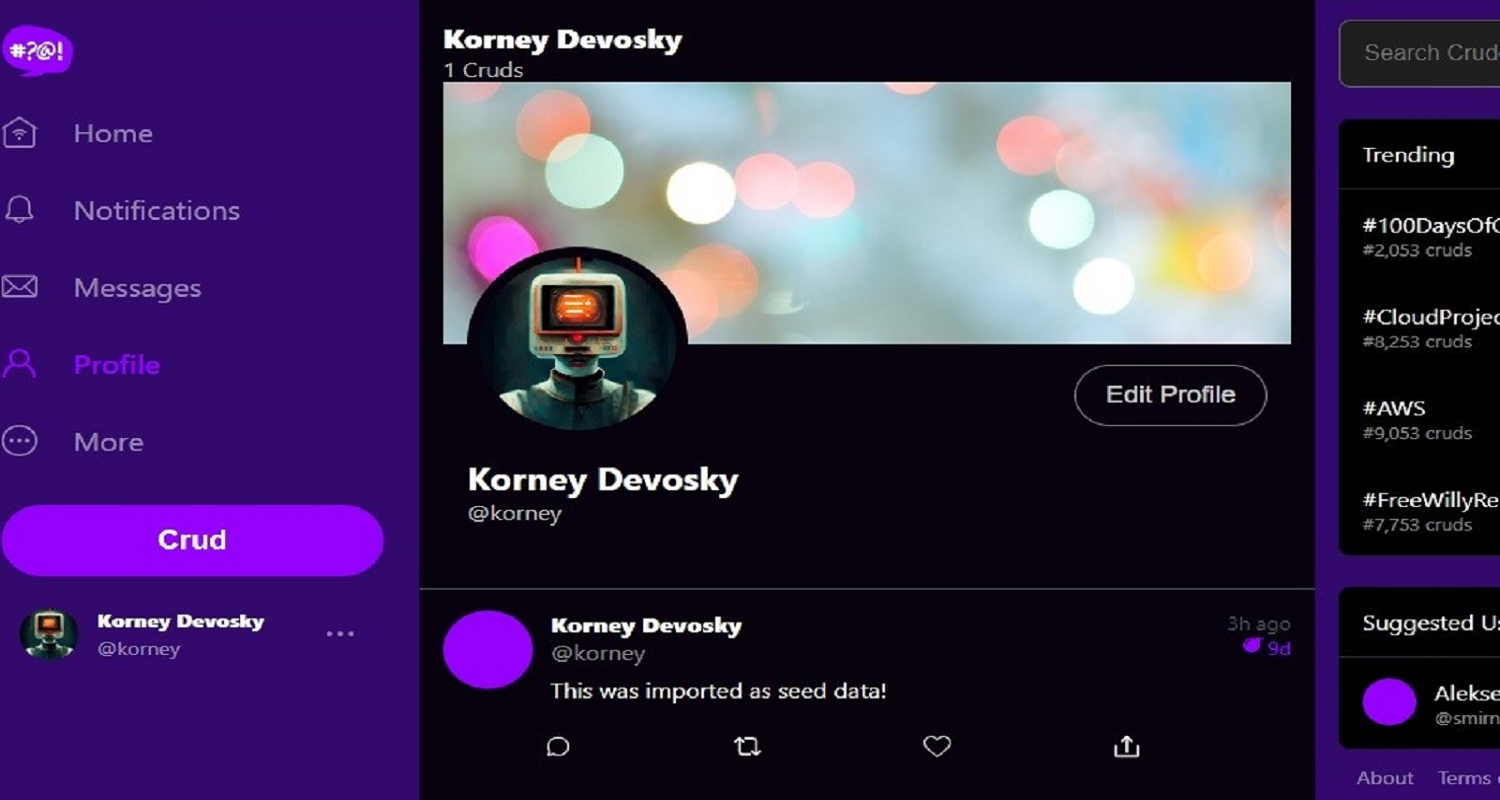 #?@!
Home
Notifications
Messages
Profile
More
Crud
Korney Devosky
@korney
Korney Devosky
1 Cruds
Edit Profile
Korney Devosky
@korney
Korney Devosky
@korney
3h ago
9d
This was imported as seed data!
Search Crud
Trending
#100DaysOf
#2,053 cruds
#CloudProjec
#8,253 cruds
#AWS
#9,053 cruds
#FreeWillyRe
#7,753 cruds
Suggested Us
Alekse
@smirn
About Terms